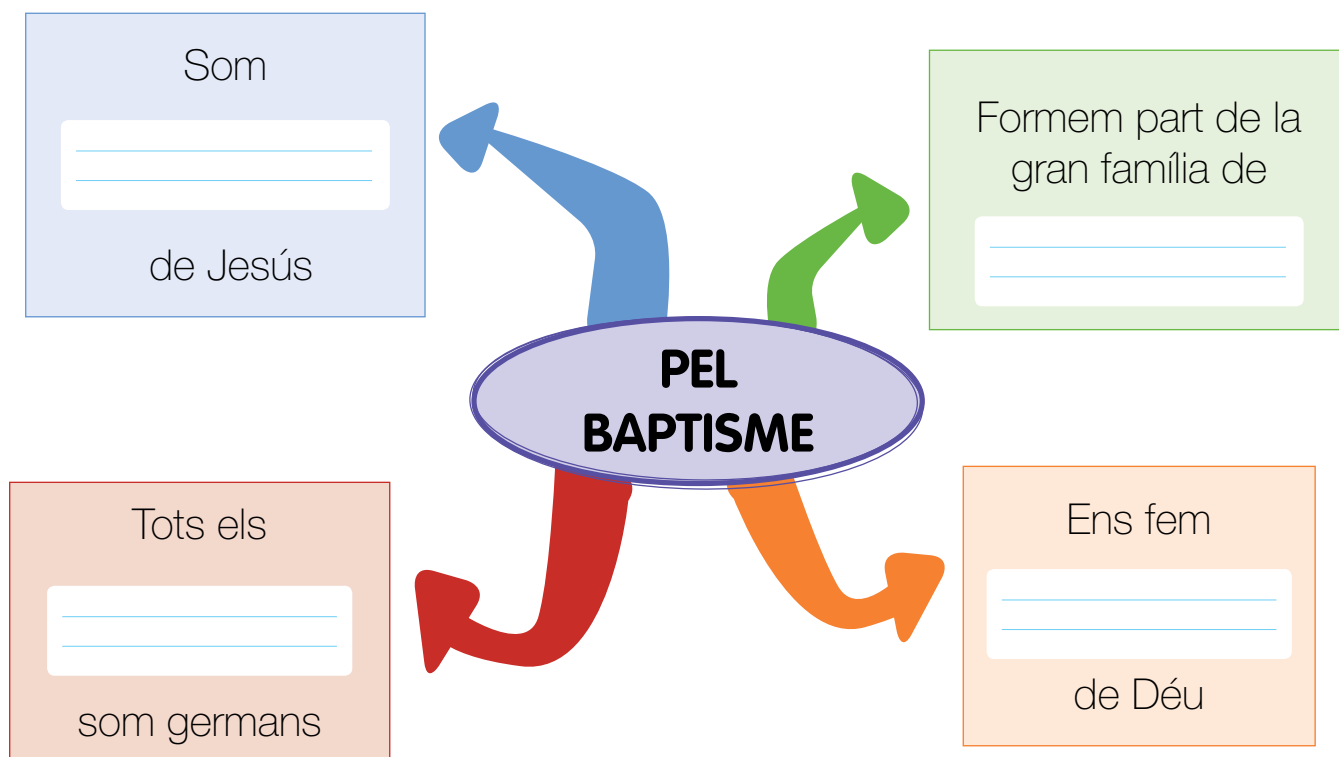 Som
de Jesús
Formem part de la
gran família de
PEL
BAPTISME
Tots els
som germans
Ens fem
de Déu